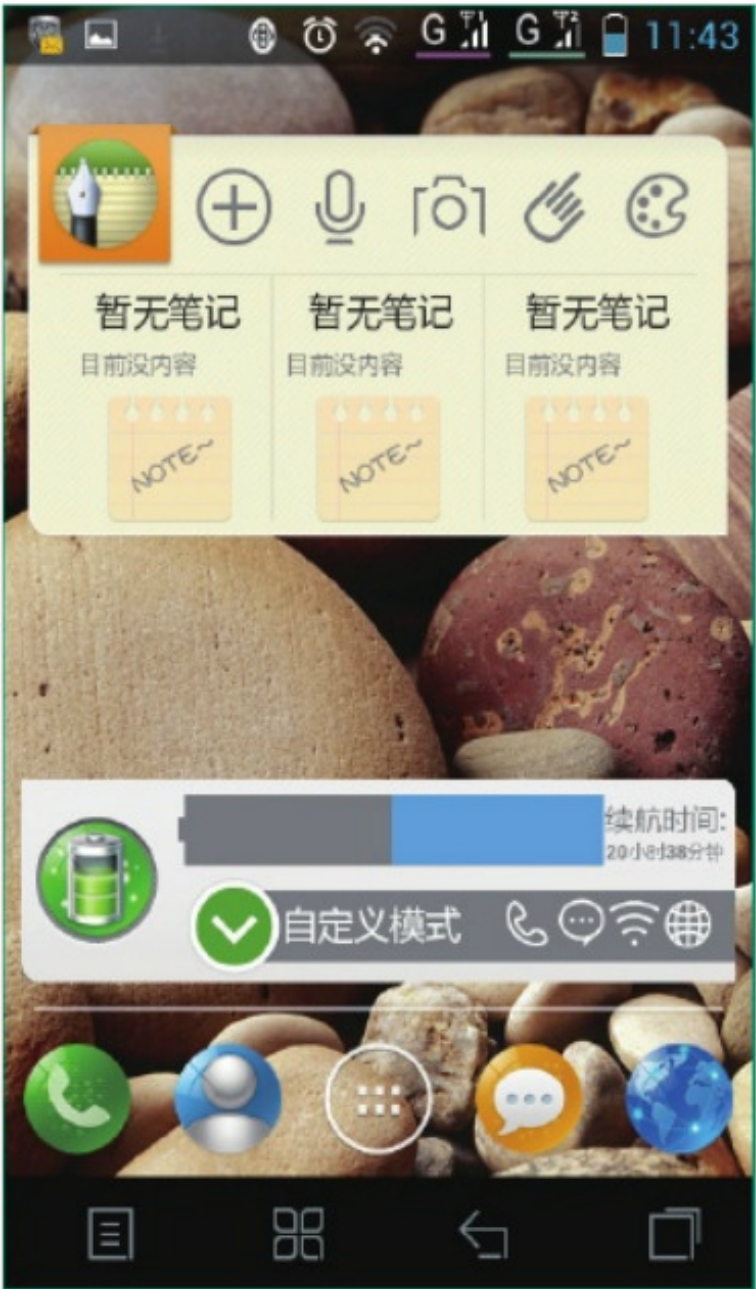 G 1 G 2 11:43
暂无笔记 暂无笔记 暂无笔记
目前没内容 目前没内容 目前没内容
NOTE~ NOTE~ NOTE~
续航时间:
20小时38分钟
自定义模式